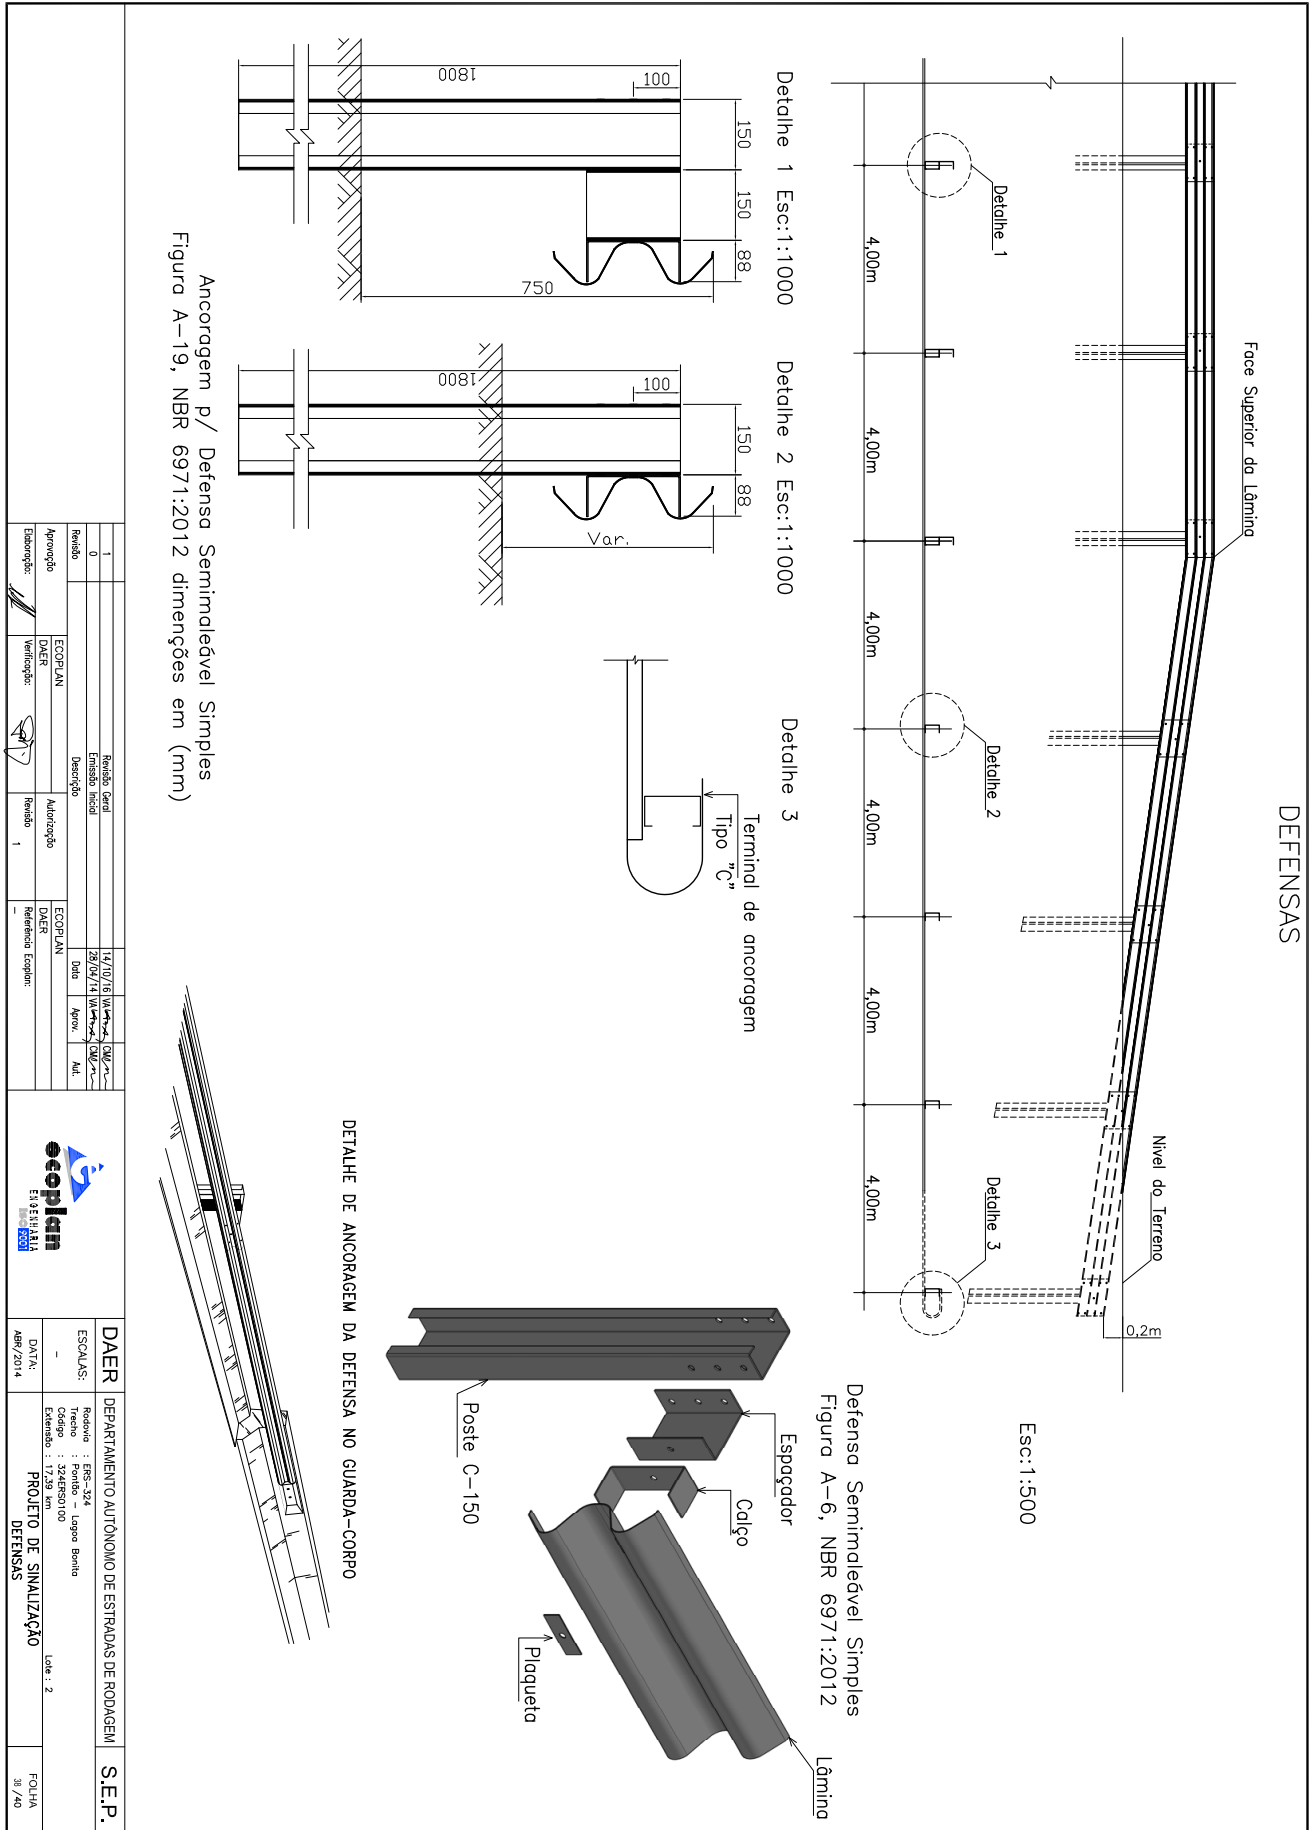 DEFENSAS
Face Superior da Lâmina
Nivel do Terreno
0,2m
Esc:1:500
Detalhe 1
Detalhe 2
Detalhe 3
4,00m
4,00m
4,00m
4,00m
4,00m
4,00m
Detalhe 1 Esc:1:1000
150
150
88
100
1800
750
Detalhe 2 Esc:1:1000
150
88
100
1800
Var.
Detalhe 3
Terminal de ancoragem
Tipo "C"
Defensa Semimaleável Simples
Figura A-6, NBR 6971:2012
Lâmina
Espaçador
Calço
Poste C-150
Plaqueta
Ancoragem p/ Defensa Semimaleável Simples
Figura A-19, NBR 6971:2012 dimenções em (mm)
DETALHE DE ANCORAGEM DA DEFENSA NO GUARDA-CORPO
1 Revisão Geral 14/10/16
0 Emissão Inicial 28/04/14
Revisão Descrição Data Aprov. Aut.
Aprovação ECOPLAN Autorização ECOPLAN
DAER DAER
Elaboração: Verificação: Revisão 1 Referência Ecoplan: -
ecoplan
ENGENHARIA
ISO 9001
DAER DEPARTAMENTO AUTÔNOMO DE ESTRADAS DE RODAGEM S.E.P.
ESCALAS:
-
Rodovia : ERS-324
Trecho : Pontão - Lagoa Bonita
Código : 324ERS0100
Extensão : 17,39 km Lote : 2
DATA:
ABR/2014
PROJETO DE SINALIZAÇÃO
DEFENSAS
FOLHA
38 /40